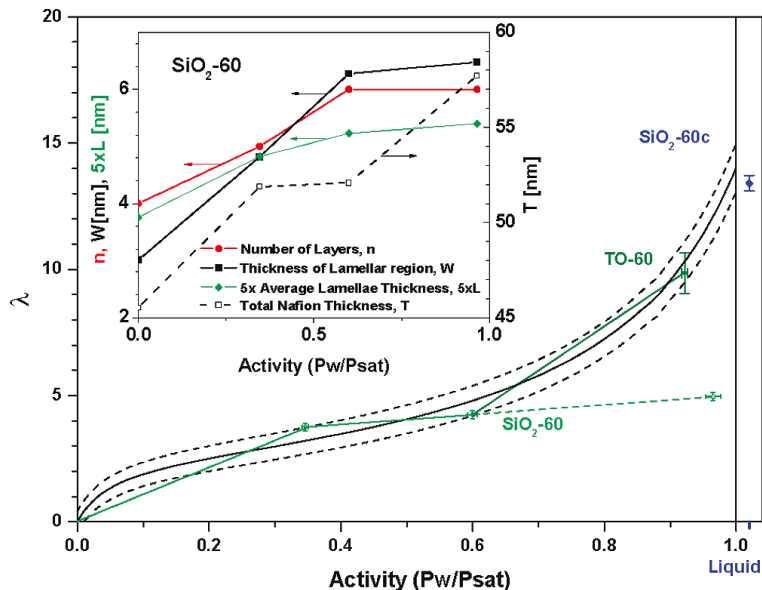 20
15
10
5
0
λ
0.0
0.2
0.4
0.6
0.8
1.0
Liquid
Activity (Pw/Psat)
SiO₂-60c
TO-60
SiO₂-60
SiO₂-60
6
4
2
n, W[nm], 5xL [nm]
60
58
55
52
50
48
45
T [nm]
0.0
0.5
1.0
Activity (Pw/Psat)
Number of Layers, n
Thickness of Lamellar region, W
5x Average Lamellae Thickness, 5xL
Total Nafion Thickness, T